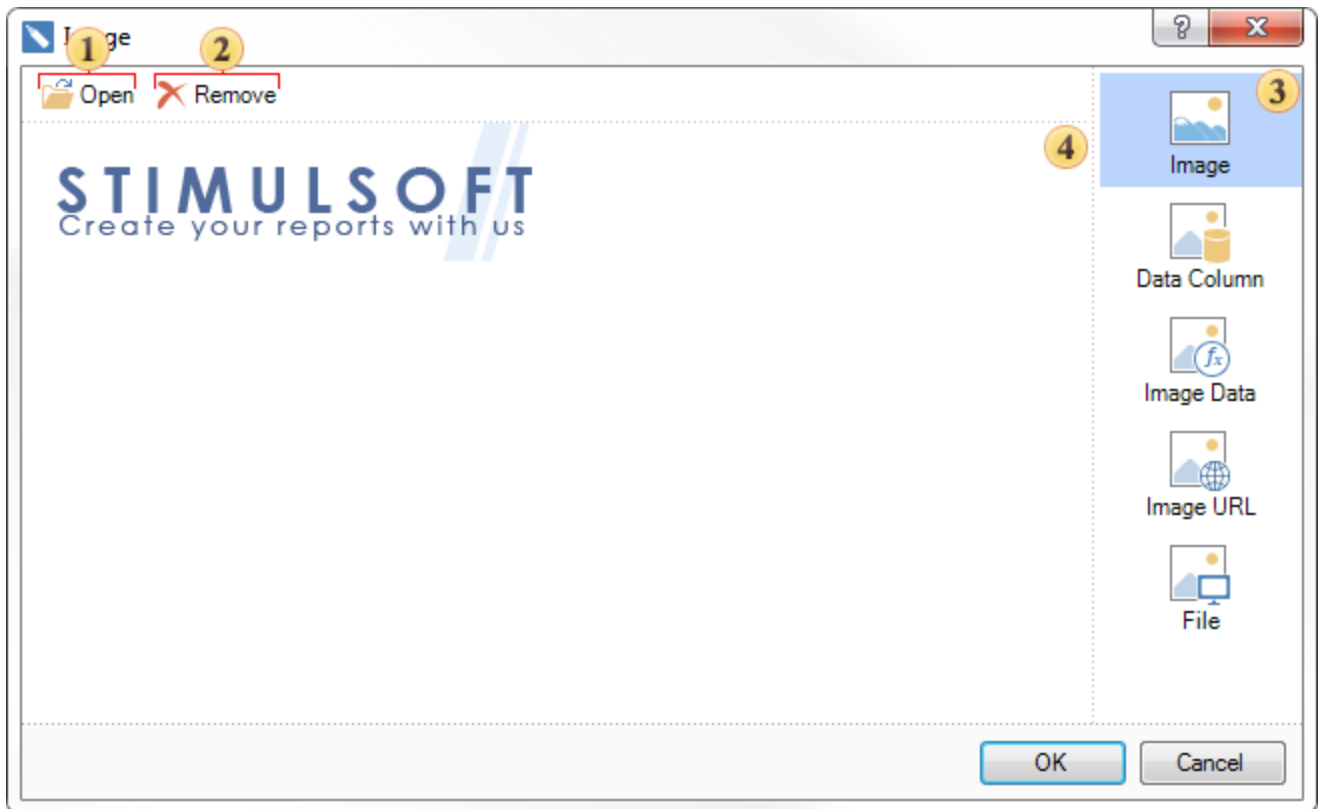 Image
1
2
Open
Remove
3
4
STIMULSOFT
Create your reports with us
Image
Data Column
fx
Image Data
Image URL
File
OK
Cancel